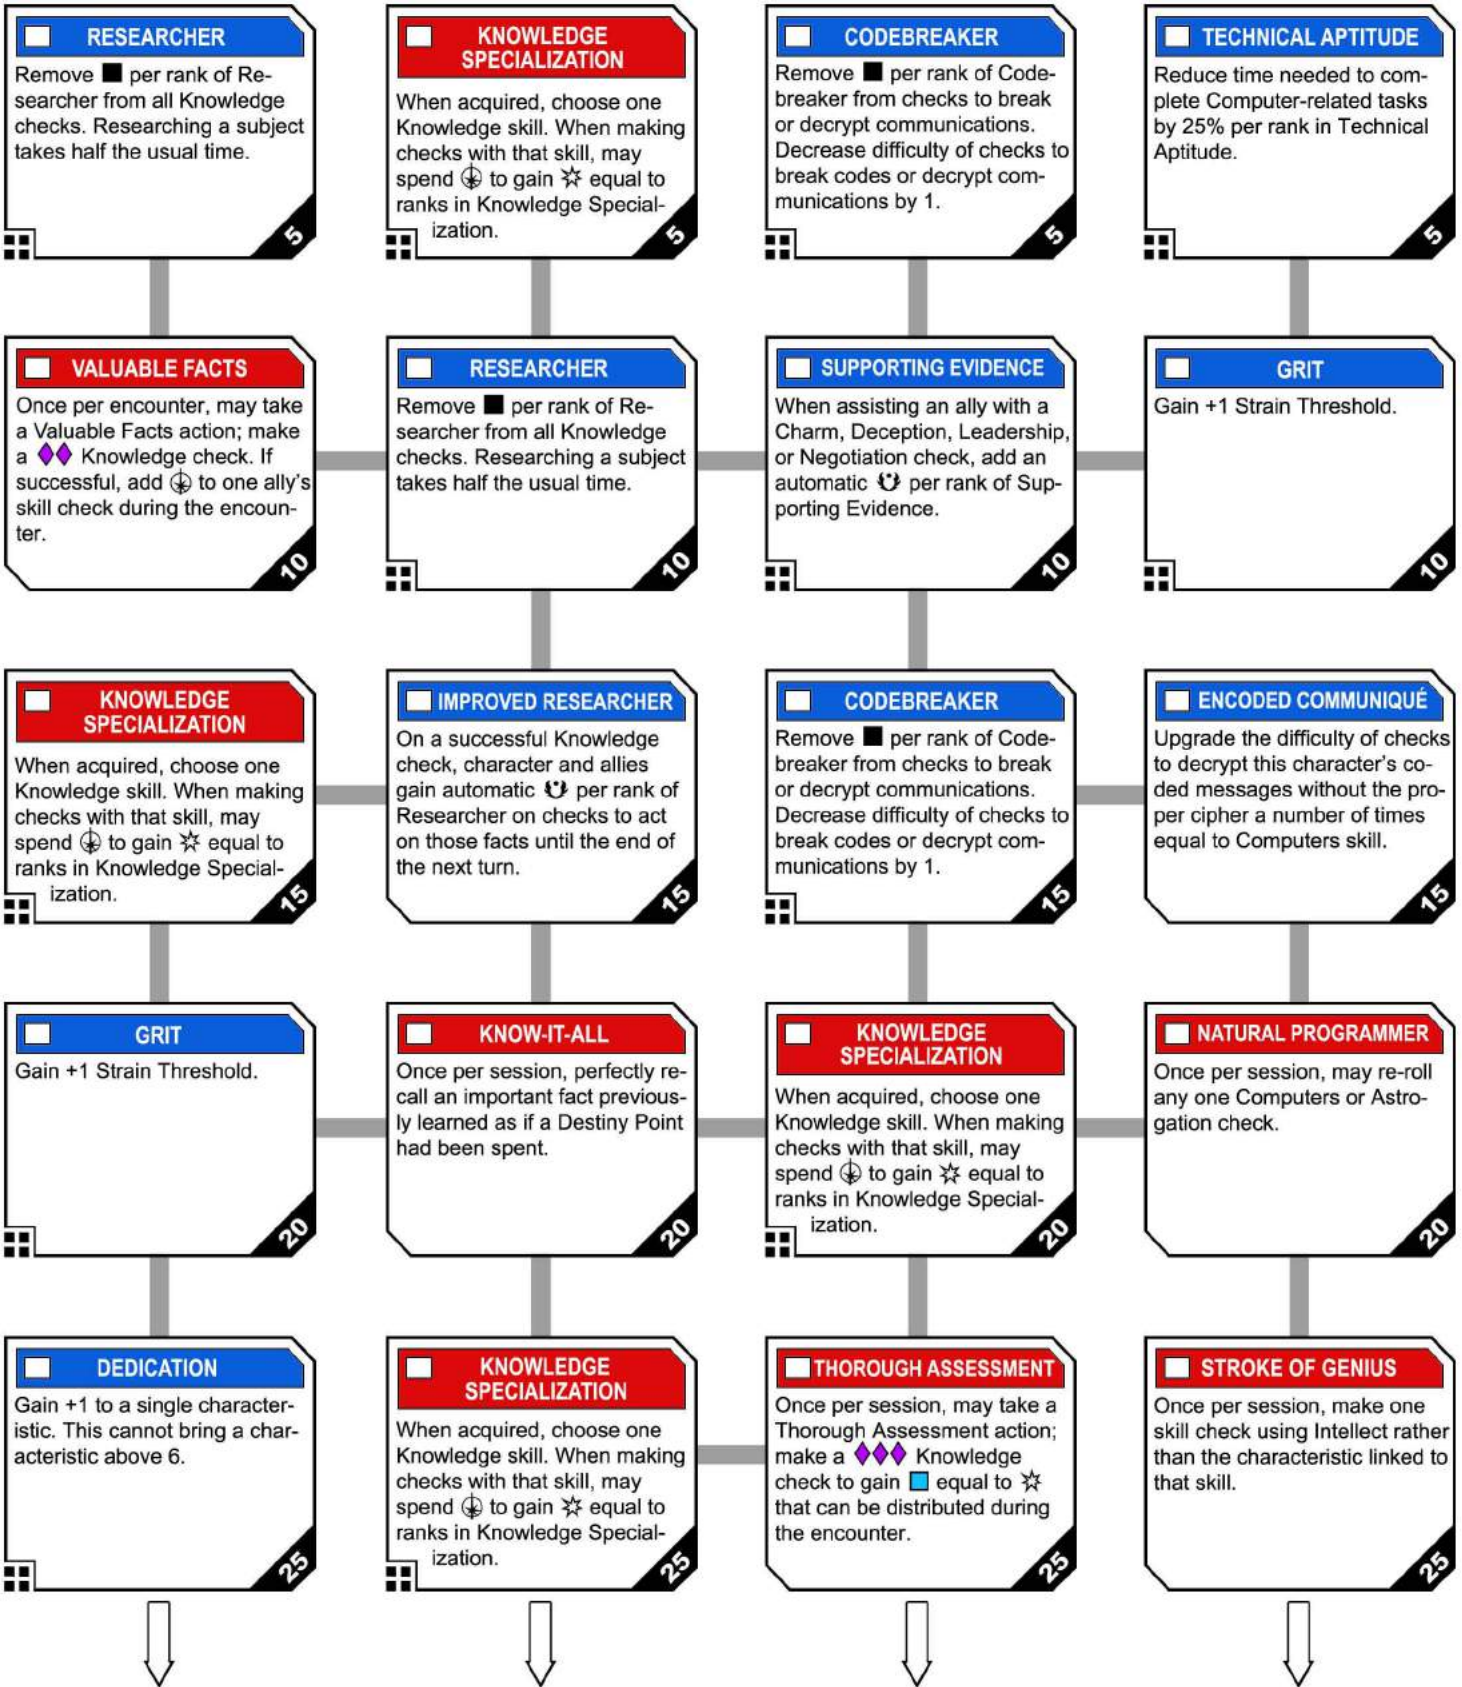 RESEARCHER
Remove per rank of Re-
searcher from all Knowledge
checks. Researching a subject
takes half the usual time.
5
KNOWLEDGE
SPECIALIZATION
When acquired, choose one
Knowledge skill. When making
checks with that skill, may
spend to gain equal to
ranks in Knowledge Special-
ization.
5
CODEBREAKER
Remove per rank of Code-
breaker from checks to break
or decrypt communications.
Decrease difficulty of checks to
break codes or decrypt com-
munications by 1.
5
TECHNICAL APTITUDE
Reduce time needed to com-
plete Computer-related tasks
by 25% per rank in Technical
Aptitude.
5
VALUABLE FACTS
Once per encounter, may take
a Valuable Facts action; make
a Knowledge check. If
successful, add to one ally's
skill check during the encoun-
ter.
10
RESEARCHER
Remove per rank of Re-
searcher from all Knowledge
checks. Researching a subject
takes half the usual time.
10
SUPPORTING EVIDENCE
When assisting an ally with a
Charm, Deception, Leadership,
or Negotiation check, add an
automatic per rank of Sup-
porting Evidence.
10
GRIT
Gain +1 Strain Threshold.
10
KNOWLEDGE
SPECIALIZATION
When acquired, choose one
Knowledge skill. When making
checks with that skill, may
spend to gain equal to
ranks in Knowledge Special-
ization.
15
IMPROVED RESEARCHER
On a successful Knowledge
check, character and allies
gain automatic per rank of
Researcher on checks to act
on those facts until the end of
the next turn.
15
CODEBREAKER
Remove per rank of Code-
breaker from checks to break
or decrypt communications.
Decrease difficulty of checks to
break codes or decrypt com-
munications by 1.
15
ENCODED COMMUNIQUÉ
Upgrade the difficulty of checks
to decrypt this character's co-
ded messages without the pro-
per cipher a number of times
equal to Computers skill.
15
GRIT
Gain +1 Strain Threshold.
20
KNOW-IT-ALL
Once per session, perfectly re-
call an important fact previous-
ly learned as if a Destiny Point
had been spent.
20
KNOWLEDGE
SPECIALIZATION
When acquired, choose one
Knowledge skill. When making
checks with that skill, may
spend to gain equal to
ranks in Knowledge Special-
ization.
20
NATURAL PROGRAMMER
Once per session, may re-roll
any one Computers or Astro-
gation check.
20
DEDICATION
Gain +1 to a single character-
istic. This cannot bring a char-
acteristic above 6.
25
KNOWLEDGE
SPECIALIZATION
When acquired, choose one
Knowledge skill. When making
checks with that skill, may
spend to gain equal to
ranks in Knowledge Special-
ization.
25
THOROUGH ASSESSMENT
Once per session, may take a
Thorough Assessment action;
make a Knowledge
check to gain equal to
that can be distributed during
the encounter.
25
STROKE OF GENIUS
Once per session, make one
skill check using Intellect rather
than the characteristic linked to
that skill.
25